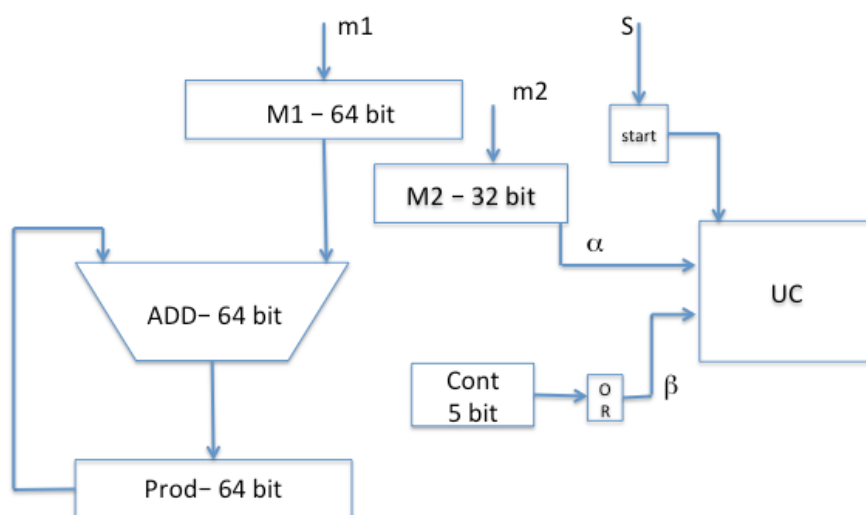 m1
S
M1 – 64 bit
m2
start
M2 – 32 bit
α
UC
ADD– 64 bit
Cont
5 bit
O
R
β
Prod– 64 bit